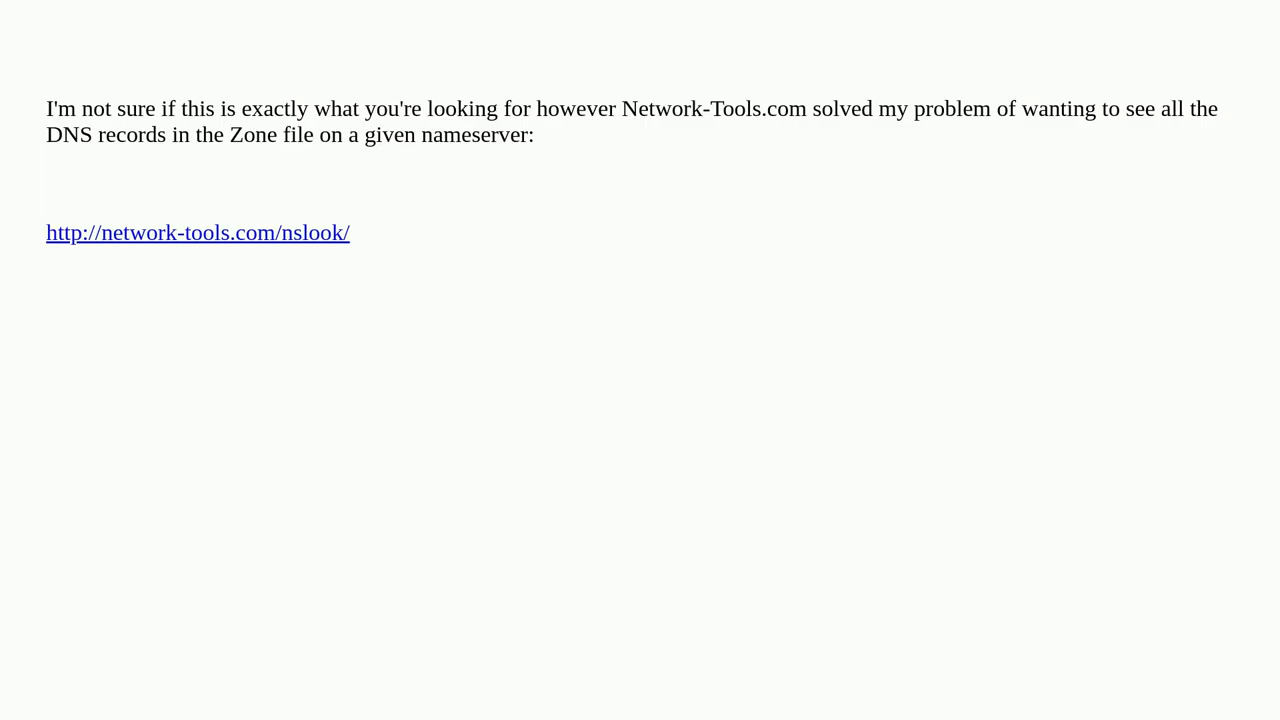 I'm not sure if this is exactly what you're looking for however Network-Tools.com solved my problem of wanting to see all the
DNS records in the Zone file on a given nameserver:
http://network-tools.com/nslook/